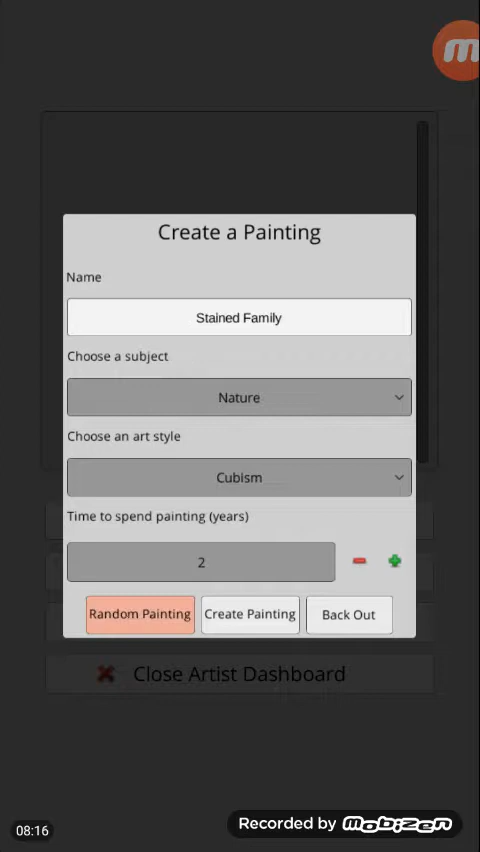 Create a Painting
Name
Stained Family
Choose a subject
Nature
Choose an art style
Cubism
Time to spend painting (years)
2
Random Painting
Create Painting
Back Out
Close Artist Dashboard
08:16
Recorded by mobizen